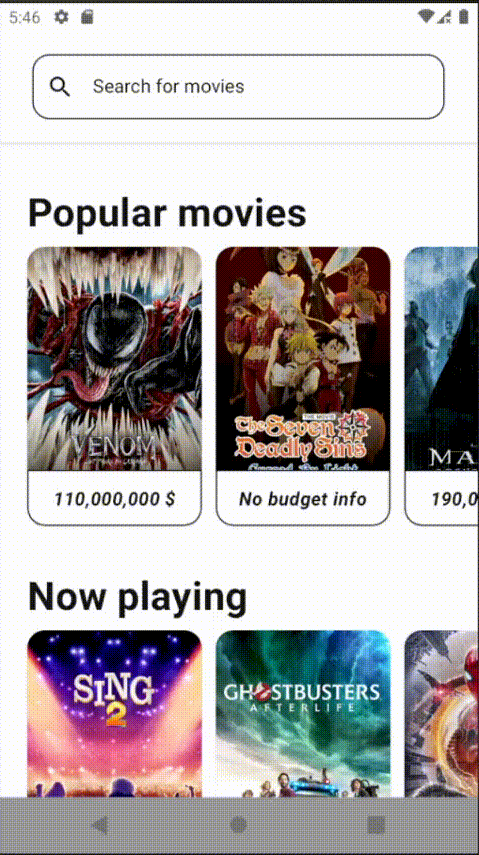 5:46
Search for movies
Popular movies
VENOM
THE MOVIE
The Seven
Deadly Sins
Cursed By Light
MA
110,000,000 $
No budget info
190,0
Now playing
SING
2
GHOSTBUSTERS
AFTERLIFE